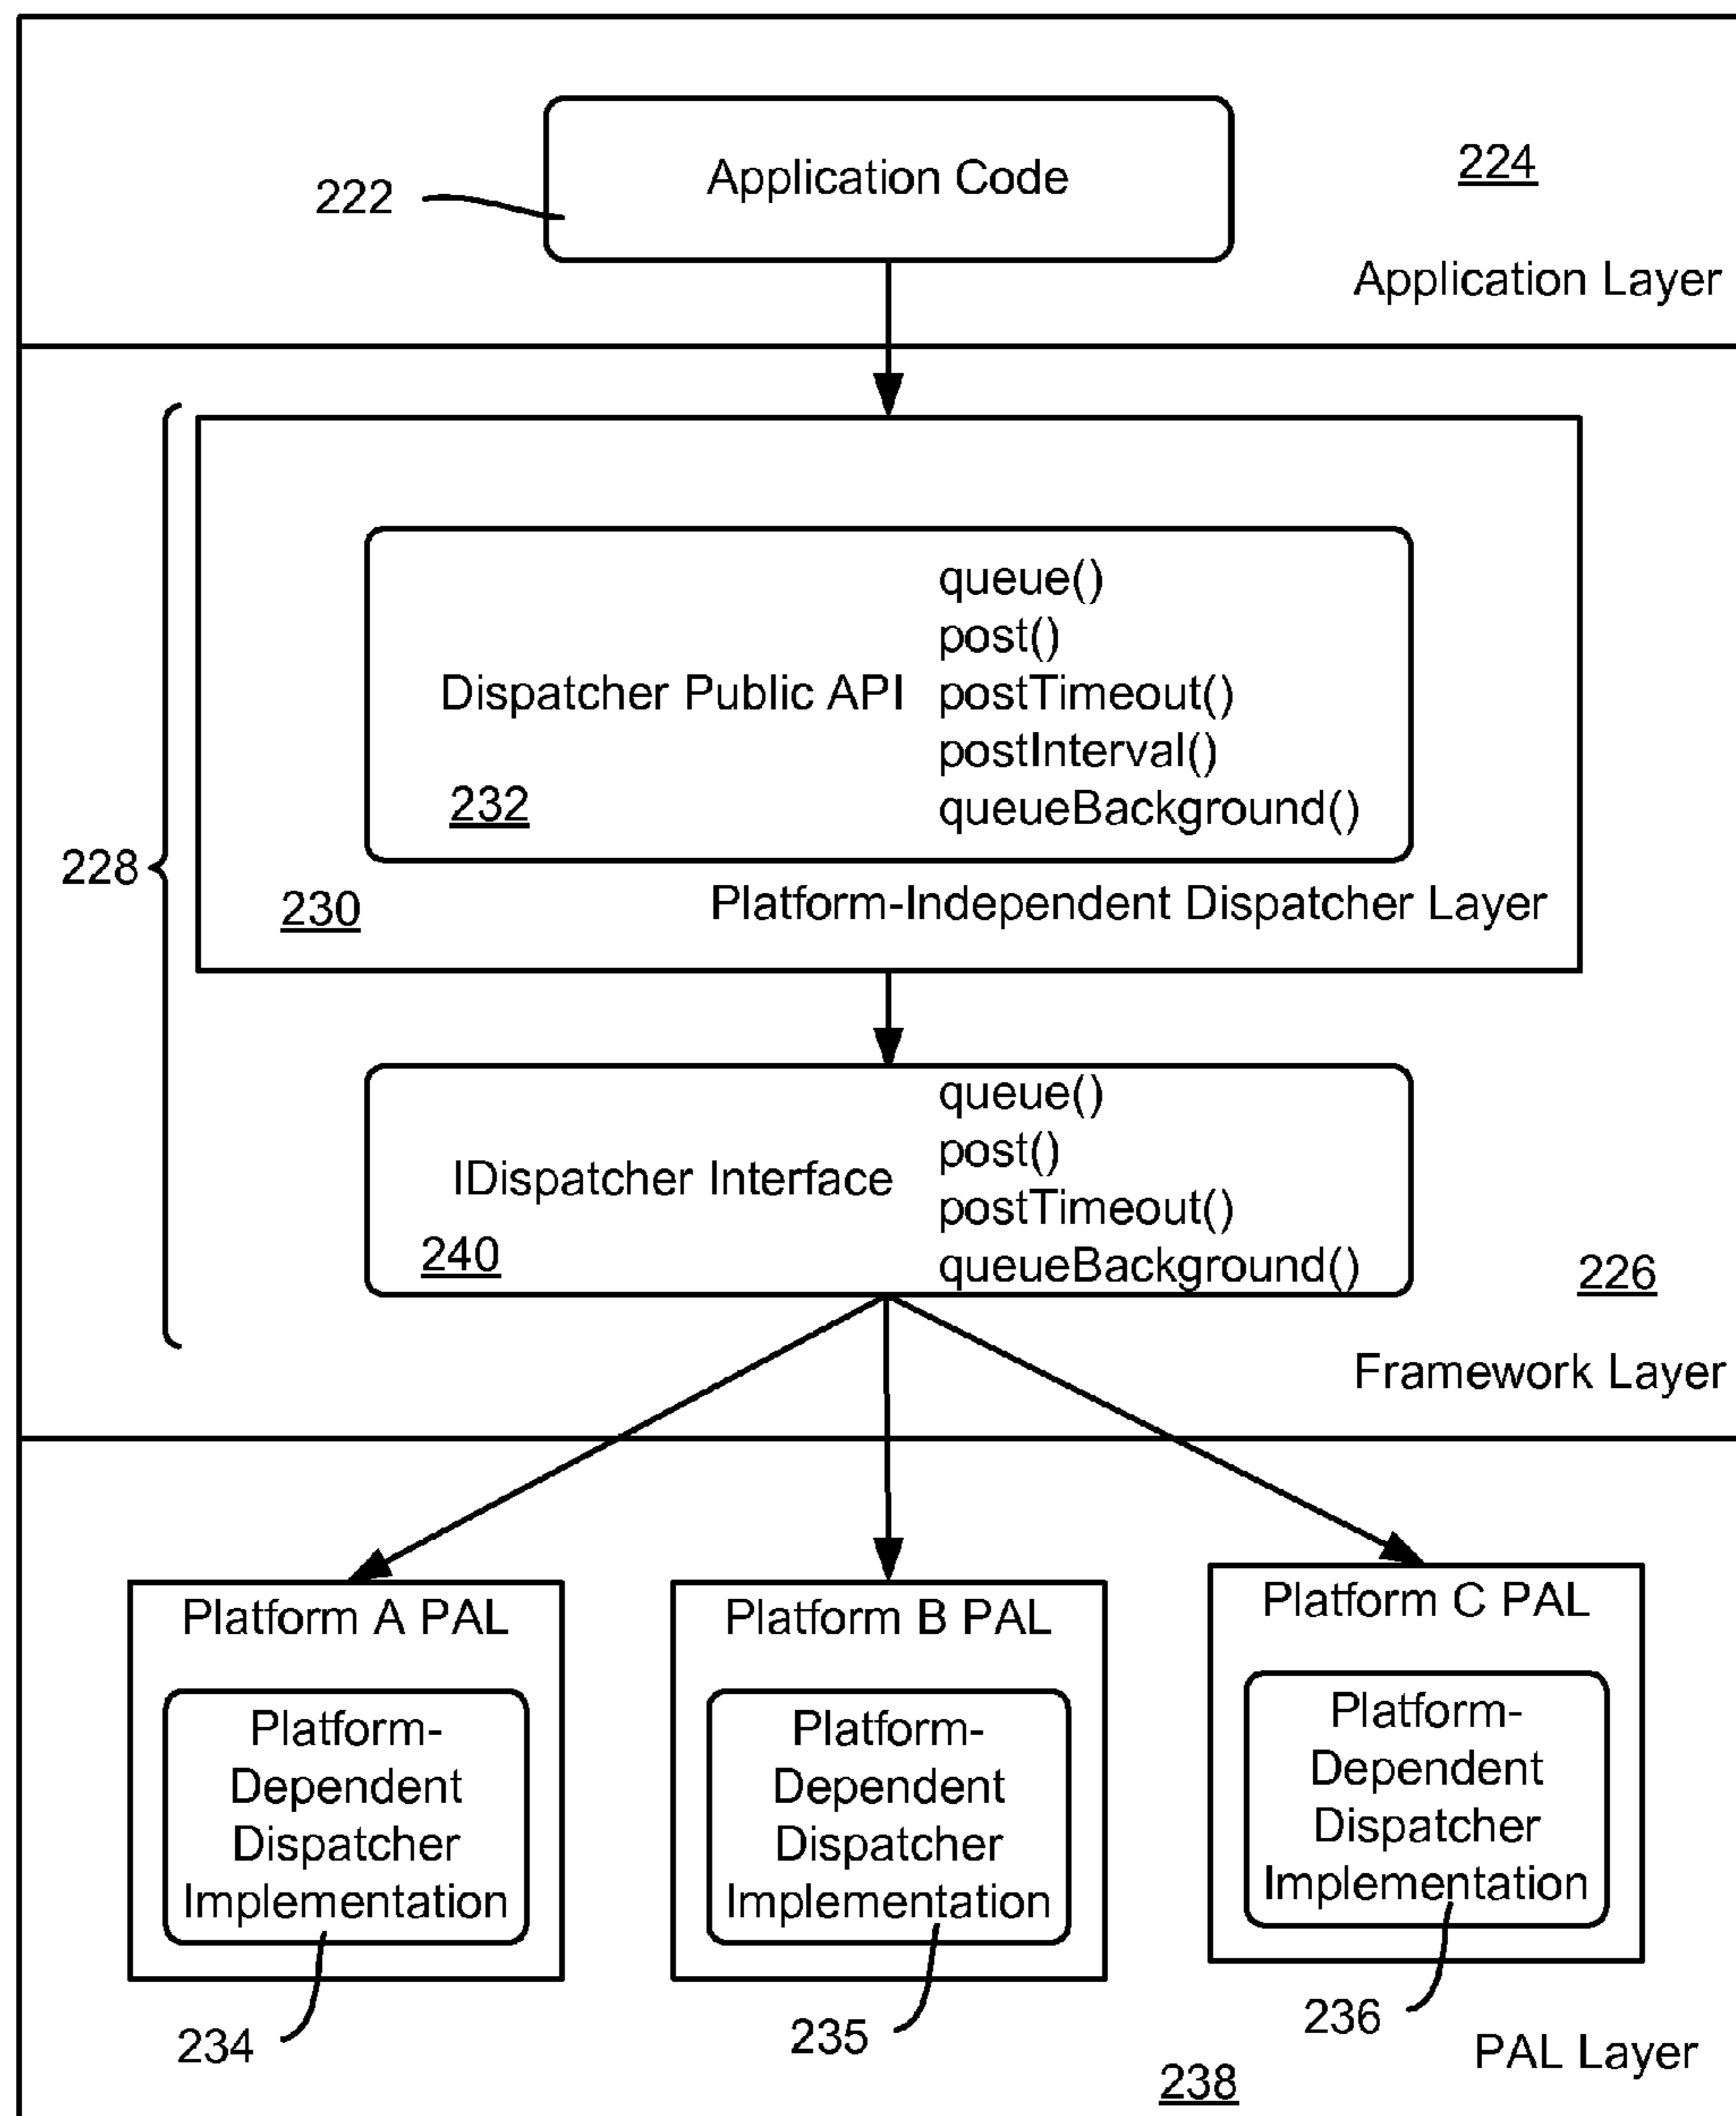 Application Code
224
222
Application Layer
queue()
post()
Dispatcher Public API
postTimeout()
postInterval()
232
queueBackground()
228
230
Platform-Independent Dispatcher Layer
queue()
post()
IDispatcher Interface
postTimeout()
240
queueBackground()
226
Framework Layer
Platform A PAL
Platform-
Dependent
Dispatcher
Implementation
234
Platform B PAL
Platform-
Dependent
Dispatcher
Implementation
235
Platform C PAL
Platform-
Dependent
Dispatcher
Implementation
236
PAL Layer
238